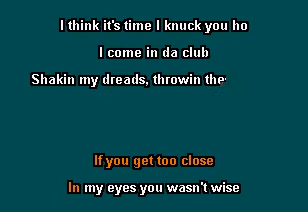 I think it's time I knuck you ho
I come in da club
Shakin my dreads, throwin the
If you get too close
In my eyes you wasn't wise